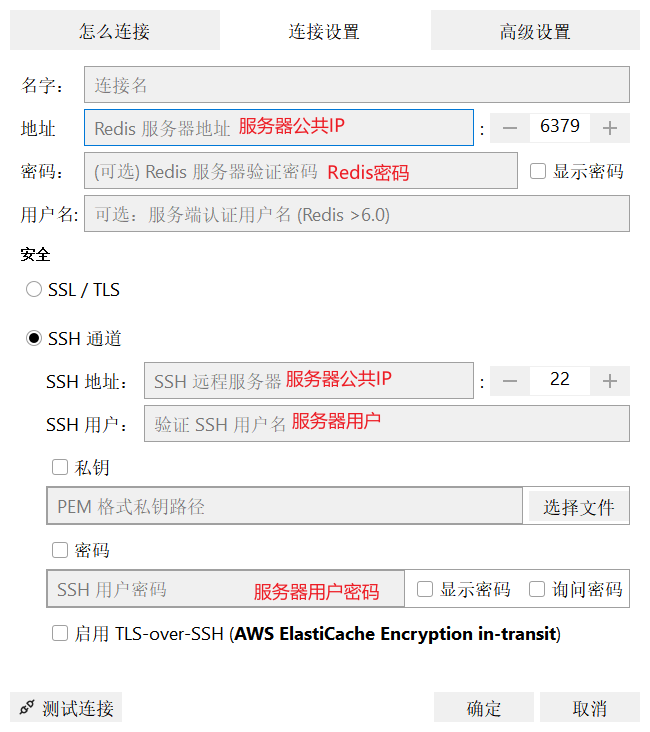 怎么连接 连接设置 高级设置
名字： 连接名
地址 Redis 服务器地址 服务器公共IP : 6379
密码： (可选) Redis 服务器验证密码 Redis密码 显示密码
用户名: 可选：服务端认证用户名 (Redis >6.0)
安全
SSL / TLS
SSH 通道
SSH 地址： SSH 远程服务器 服务器公共IP : 22
SSH 用户： 验证 SSH 用户名 服务器用户
私钥
PEM 格式私钥路径 选择文件
密码
SSH 用户密码 服务器用户密码 显示密码 询问密码
启用 TLS-over-SSH (AWS ElastiCache Encryption in-transit)
测试连接 确定 取消